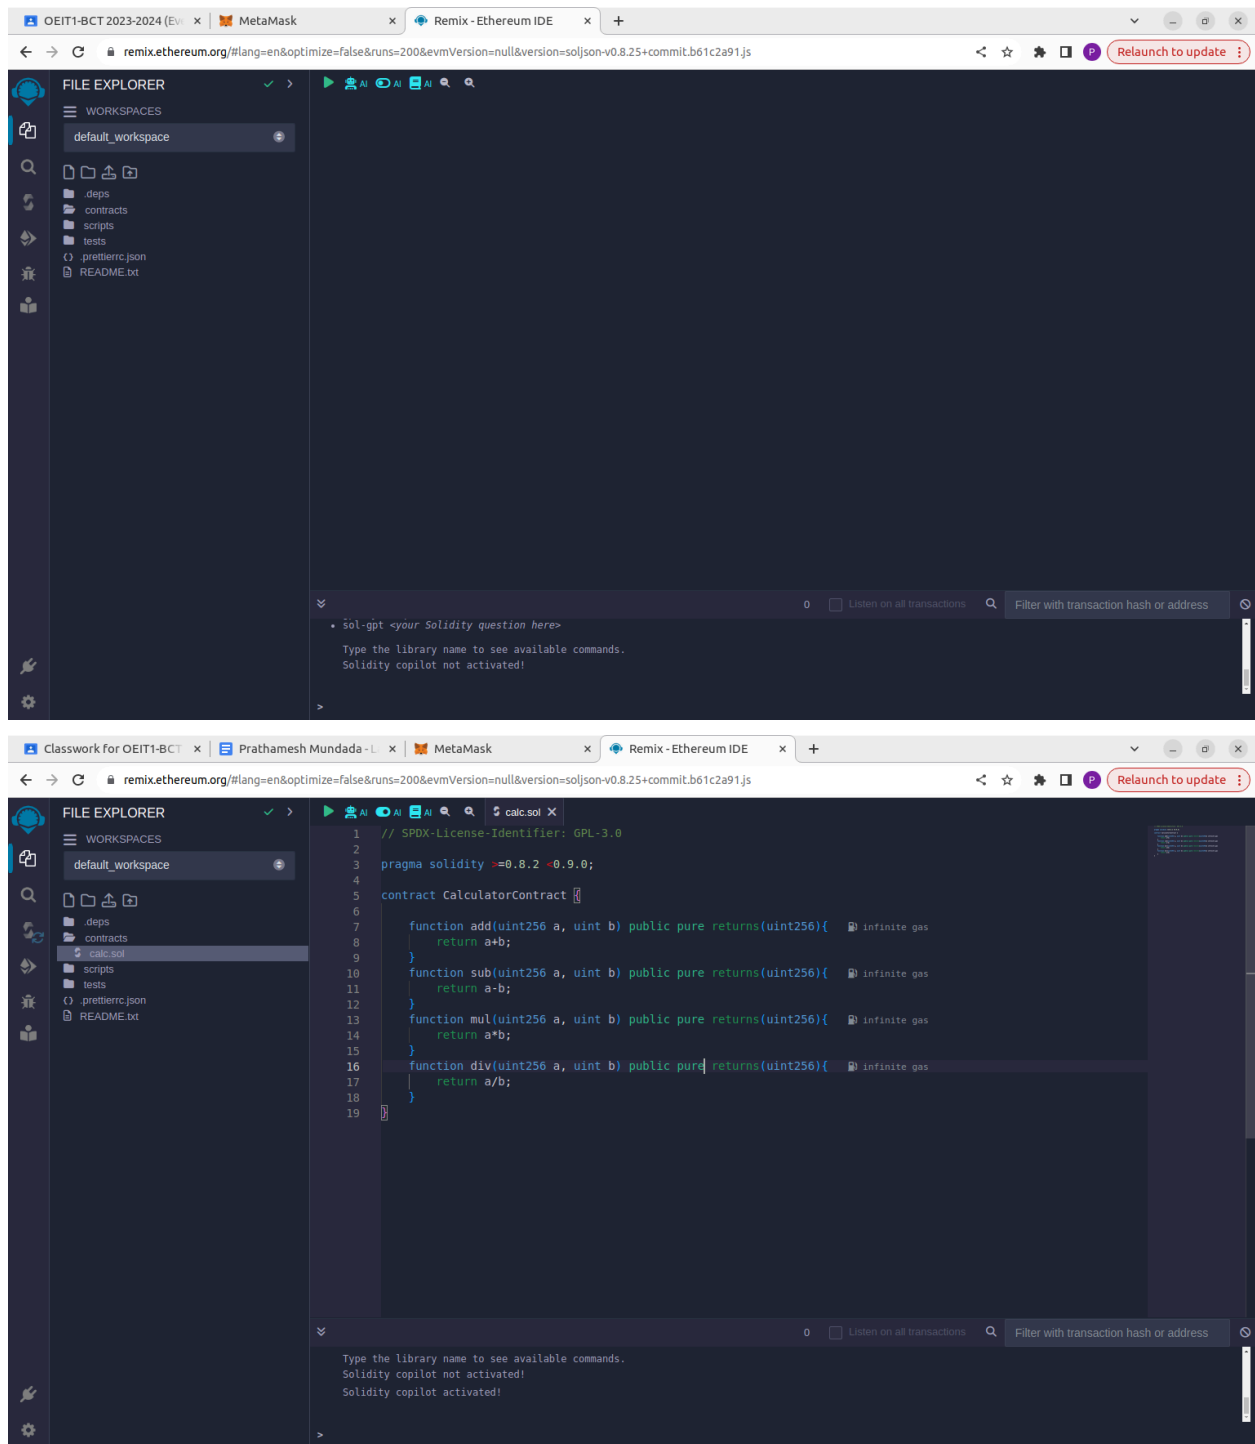 OEIT1-BCT 2023-2024 (Ev
MetaMask
Remix - Ethereum IDE
remix.ethereum.org/#lang=en&optimize=false&runs=200&evmVersion=null&version=soljson-v0.8.25+commit.b61c2a91.js
P
Relaunch to update
FILE EXPLORER
AI AI AI
WORKSPACES
default_workspace
.deps
contracts
scripts
tests
.prettierrc.json
README.txt
0 Listen on all transactions Filter with transaction hash or address
sol-gpt <your Solidity question here>
Type the library name to see available commands.
Solidity copilot not activated!
>
Classwork for OEIT1-BCT
Prathamesh Mundada - L
MetaMask
Remix - Ethereum IDE
remix.ethereum.org/#lang=en&optimize=false&runs=200&evmVersion=null&version=soljson-v0.8.25+commit.b61c2a91.js
P
Relaunch to update
FILE EXPLORER
AI AI AI
calc.sol
WORKSPACES
default_workspace
.deps
contracts
calc.sol
scripts
tests
.prettierrc.json
README.txt
1 // SPDX-License-Identifier: GPL-3.0
2
3 pragma solidity >=0.8.2 <0.9.0;
4
5 contract CalculatorContract {
6
7 function add(uint256 a, uint b) public pure returns(uint256){ infinite gas
8 return a+b;
9 }
10 function sub(uint256 a, uint b) public pure returns(uint256){ infinite gas
11 return a-b;
12 }
13 function mul(uint256 a, uint b) public pure returns(uint256){ infinite gas
14 return a*b;
15 }
16 function div(uint256 a, uint b) public pure returns(uint256){ infinite gas
17 return a/b;
18 }
19 }
0 Listen on all transactions Filter with transaction hash or address
Type the library name to see available commands.
Solidity copilot not activated!
Solidity copilot activated!
>